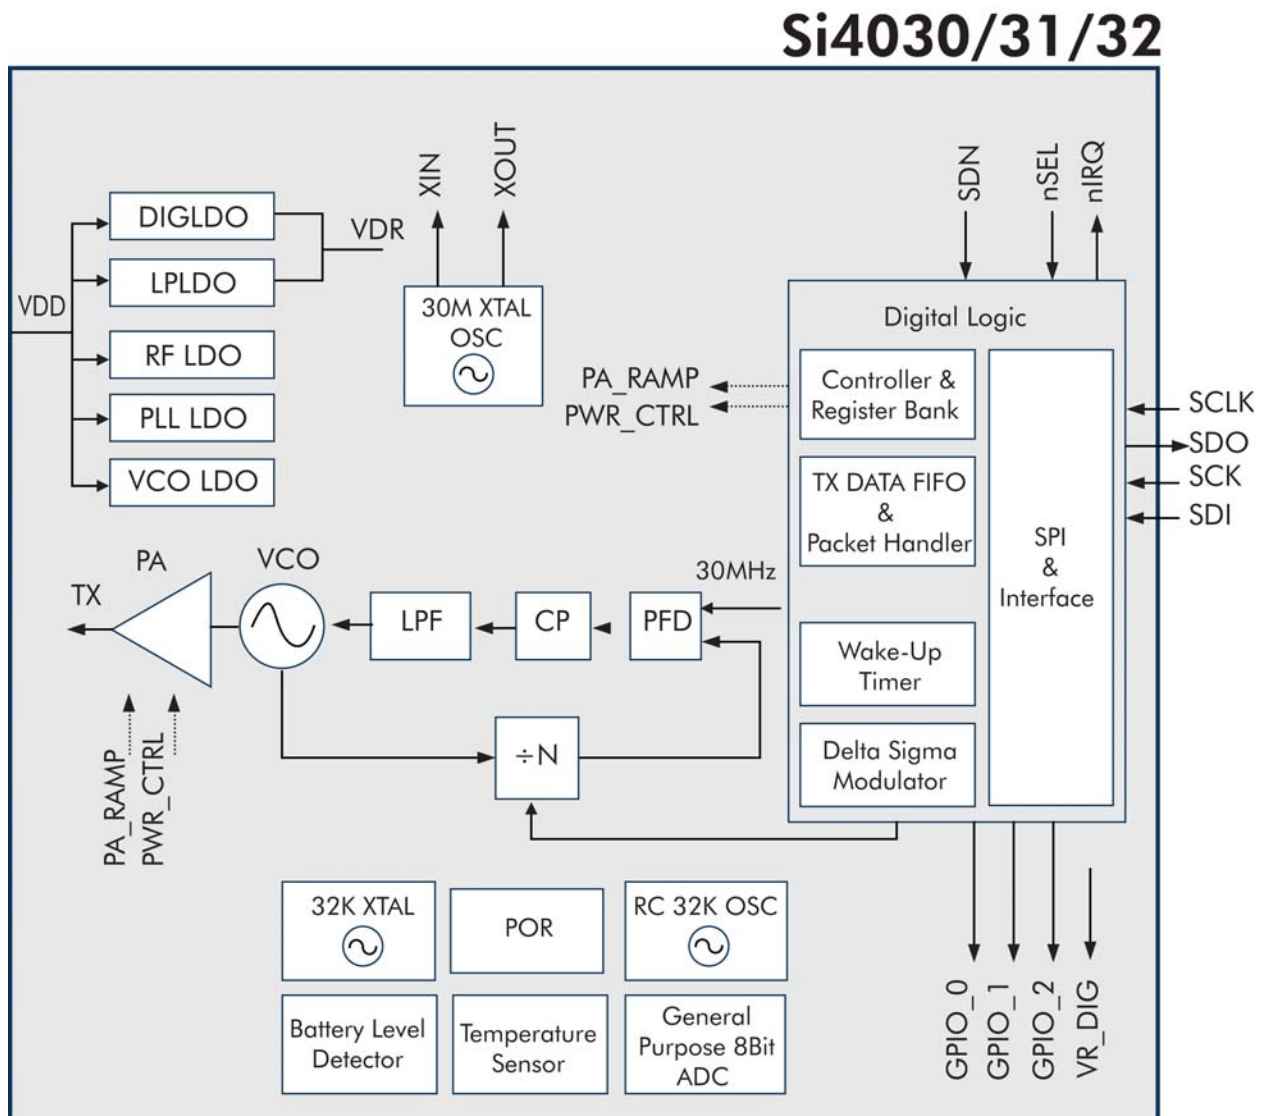 Si4030/31/32
XIN
XOUT
SDN
nSEL
nIRQ
DIGLDO
LPLDO
VDR
VDD
RF LDO
PLL LDO
VCO LDO
30M XTAL
OSC
Digital Logic
PA_RAMP
PWR_CTRL
Controller &
Register Bank
TX DATA FIFO
&
Packet Handler
SPI
&
Interface
SCLK
SDO
SCK
SDI
PA
VCO
TX
LPF
CP
PFD
30MHz
Wake-Up
Timer
÷N
Delta Sigma
Modulator
PA_RAMP
PWR_CTRL
32K XTAL
POR
RC 32K OSC
Battery Level
Detector
Temperature
Sensor
General
Purpose 8Bit
ADC
GPIO_0
GPIO_1
GPIO_2
VR_DIG